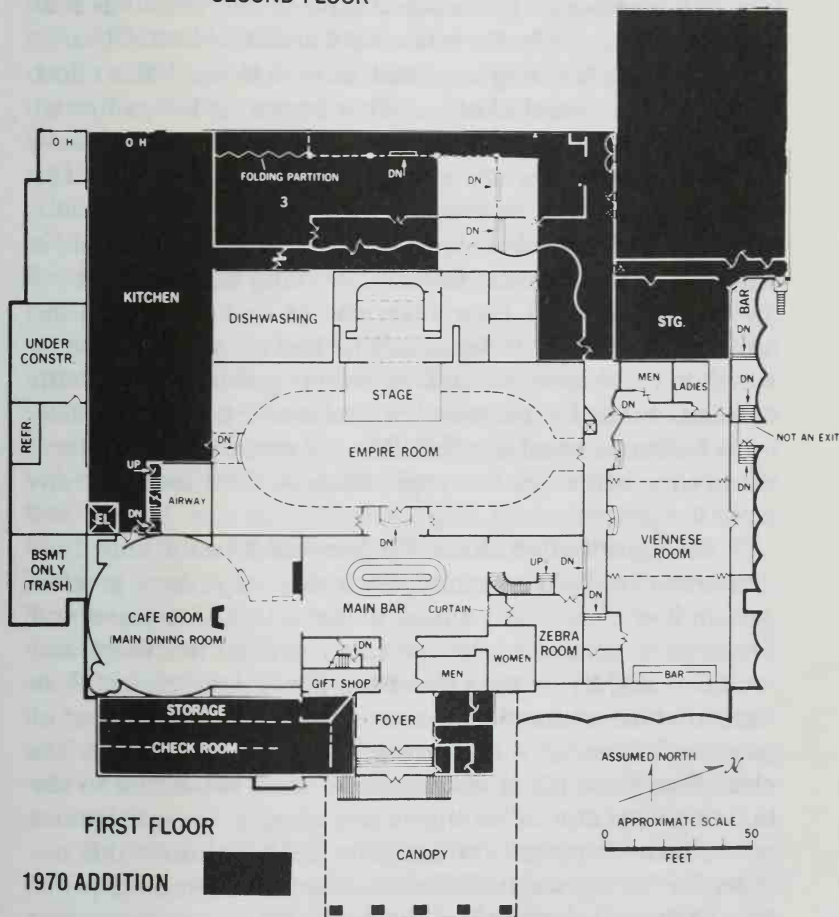 SECOND FLOOR
O H
O H
FOLDING PARTITION
3
DN
DN
DN
KITCHEN
DISHWASHING
STG.
BAR
DN
UNDER
CONSTR.
STAGE
MEN
LADIES
DN
DN
REFR.
DN
EMPIRE ROOM
NOT AN EXIT
UP
DN
AIRWAY
DN
EL
DN
VIENNESE
ROOM
BSMT
ONLY
(TRASH)
UP
DN
CAFE ROOM
(MAIN DINING ROOM)
MAIN BAR
CURTAIN
DN
ZEBRA
ROOM
WOMEN
DN
GIFT SHOP
MEN
BAR
STORAGE
FOYER
CHECK ROOM
ASSUMED NORTH
N
APPROXIMATE SCALE
0 50
FEET
FIRST FLOOR
CANOPY
1970 ADDITION